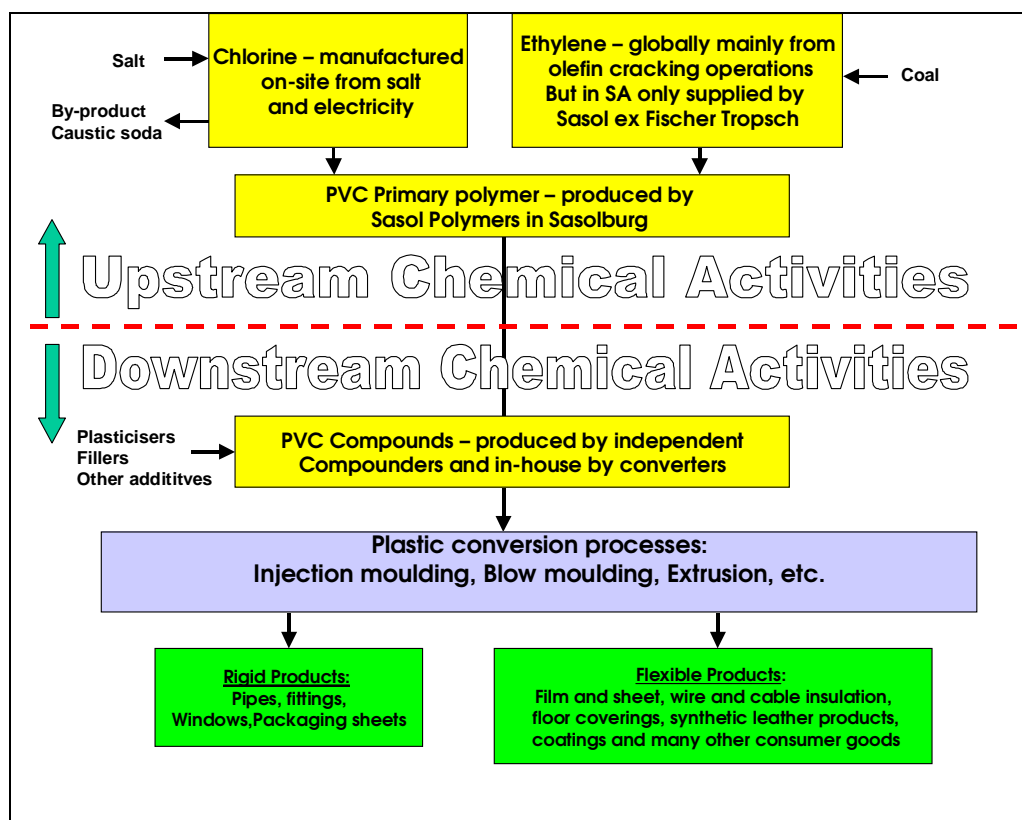 Salt
Chlorine – manufactured
on-site from salt
and electricity
By-product
Caustic soda
Ethylene – globally mainly from
olefin cracking operations
But in SA only supplied by
Sasol ex Fischer Tropsch
Coal
PVC Primary polymer – produced by
Sasol Polymers in Sasolburg
Upstream Chemical Activities
Downstream Chemical Activities
Plasticisers
Fillers
Other addititves
PVC Compounds – produced by independent
Compounders and in-house by converters
Plastic conversion processes:
Injection moulding, Blow moulding, Extrusion, etc.
Rigid Products:
Pipes, fittings,
Windows,Packaging sheets
Flexible Products:
Film and sheet, wire and cable insulation,
floor coverings, synthetic leather products,
coatings and many other consumer goods